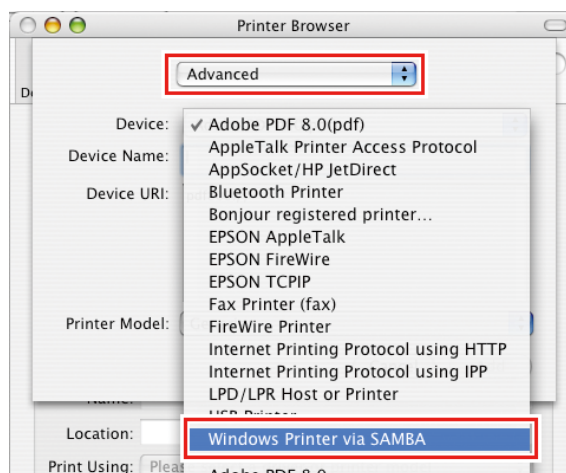 Printer Browser
Advanced
Device:
✓ Adobe PDF 8.0(pdf)
AppleTalk Printer Access Protocol
Device Name:
AppSocket/HP JetDirect
Device URI:
Bluetooth Printer
Bonjour registered printer...
EPSON AppleTalk
EPSON FireWire
EPSON TCPIP
Fax Printer (fax)
Printer Model:
FireWire Printer
Internet Printing Protocol using HTTP
Internet Printing Protocol using IPP
LPD/LPR Host or Printer
Name:
USB Printer
Location:
Windows Printer via SAMBA
Print Using:
Adobe PDF 8.0